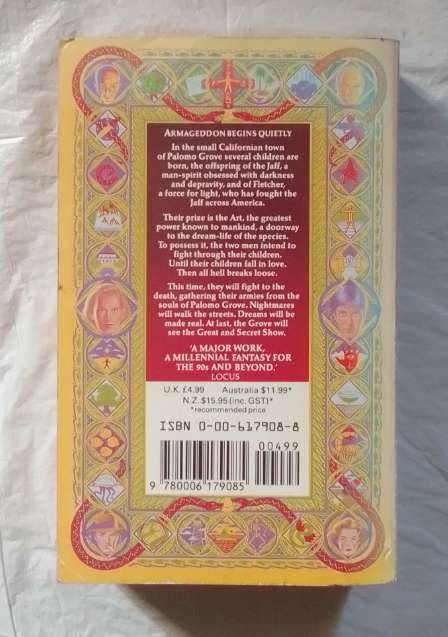 ARMAGEDDON BEGINS QUIETLY
In the small Californian town
of Palomo Grove several children are
born, the offspring of the Jaff, a
man-spirit obsessed with darkness
and depravity, and of Fletcher,
a force for light, who has fought the
Jaff across America.
Their prize is the Art, the greatest
power known to mankind, a doorway
to the dream-life of the species.
To possess it, the two men intend to
fight through their children.
Until their children fall in love.
Then all hell breaks loose.
This time, they will fight to the
death, gathering their armies from the
souls of Palomo Grove. Nightmares
will walk the streets. Dreams will be
made real. At last, the Grove will
see the Great and Secret Show.
'A MAJOR WORK,
A MILLENNIAL FANTASY FOR
THE 90s AND BEYOND.'
LOCUS
U.K. £4.99 Australia $11.99*
N.Z. $15.95 (inc. GST)*
*recommended price
ISBN 0-00-617908-8
00499
9 780006 179085